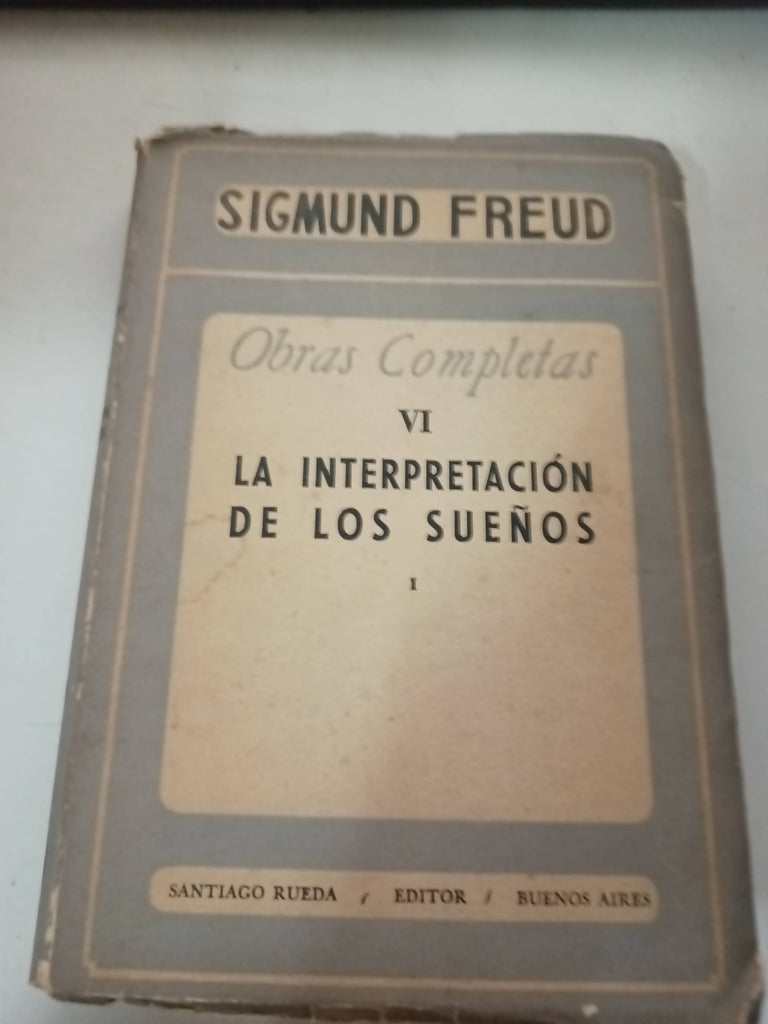 SIGMUND FREUD
Obras Completas
VI
LA INTERPRETACIÓN
DE LOS SUEÑOS
I
SANTIAGO RUEDA / EDITOR / BUENOS AIRES